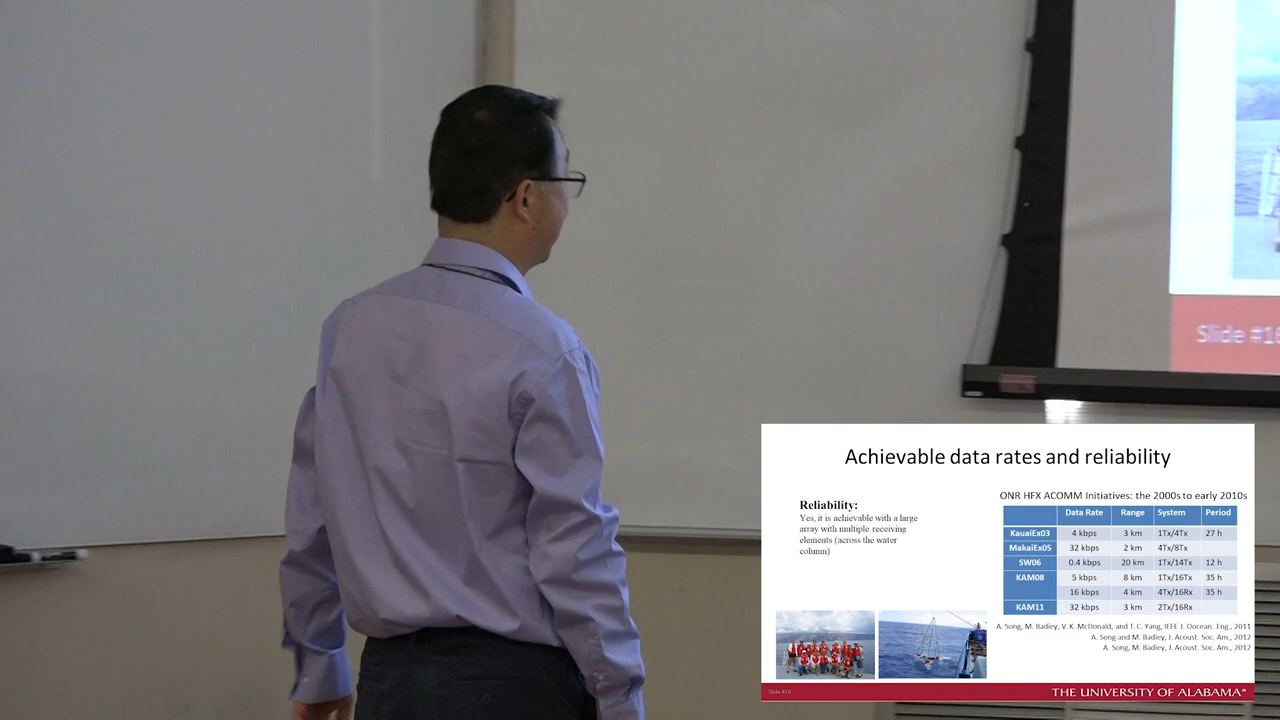 Slide #16
Achievable data rates and reliability
Reliability:
Yes, it is achievable with a large
array with multiple receiving
elements (across the water
column)
ONR HFX ACOMM Initiatives: the 2000s to early 2010s
Data Rate Range System Period
KauaiEx03 4 kbps 3 km 1Tx/4Tx 27 h
MakaiEx05 32 kbps 2 km 4Tx/8Tx
SW06 0.4 kbps 20 km 1Tx/14Tx 12 h
KAM08 5 kbps 8 km 1Tx/16Tx 35 h
16 kbps 4 km 4Tx/16Rx 35 h
KAM11 32 kbps 3 km 2Tx/16Rx
A. Song, M. Badiey, V. K. McDonald, and T. C. Yang, IEEE J. Oocean. Eng., 2011
A. Song and M. Badiey, J. Acoust. Soc. Am., 2012
A. Song, M. Badiey, J. Acoust. Soc. Am., 2012
Slide #16
THE UNIVERSITY OF ALABAMA®